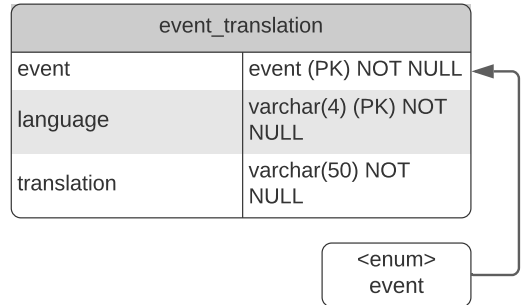 event_translation
event event (PK) NOT NULL
language varchar(4) (PK) NOT
NULL
translation varchar(50) NOT
NULL
<enum>
event